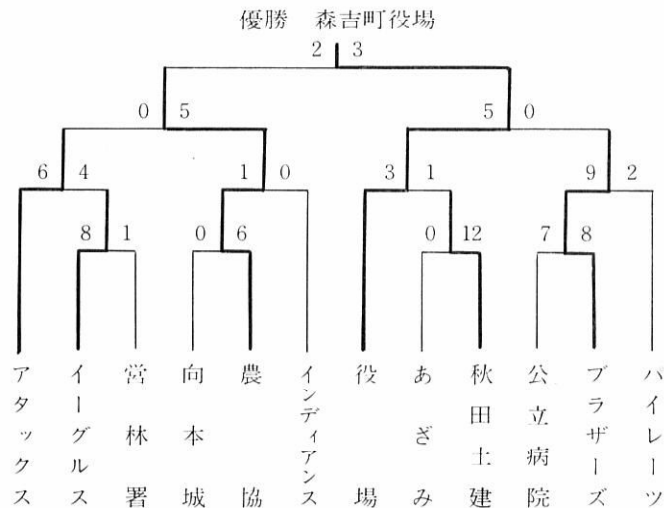 優勝 森吉町役場
2 3
0 5 5 0
6 4 1 0 3 1 9 2
8 1 0 6 0 12 7 8
アタックス
イーグルス
営林署
向本城
農協
インディアンス
役場
あざみ
秋田土建
公立病院
ブラザーズ
ハイレーツ